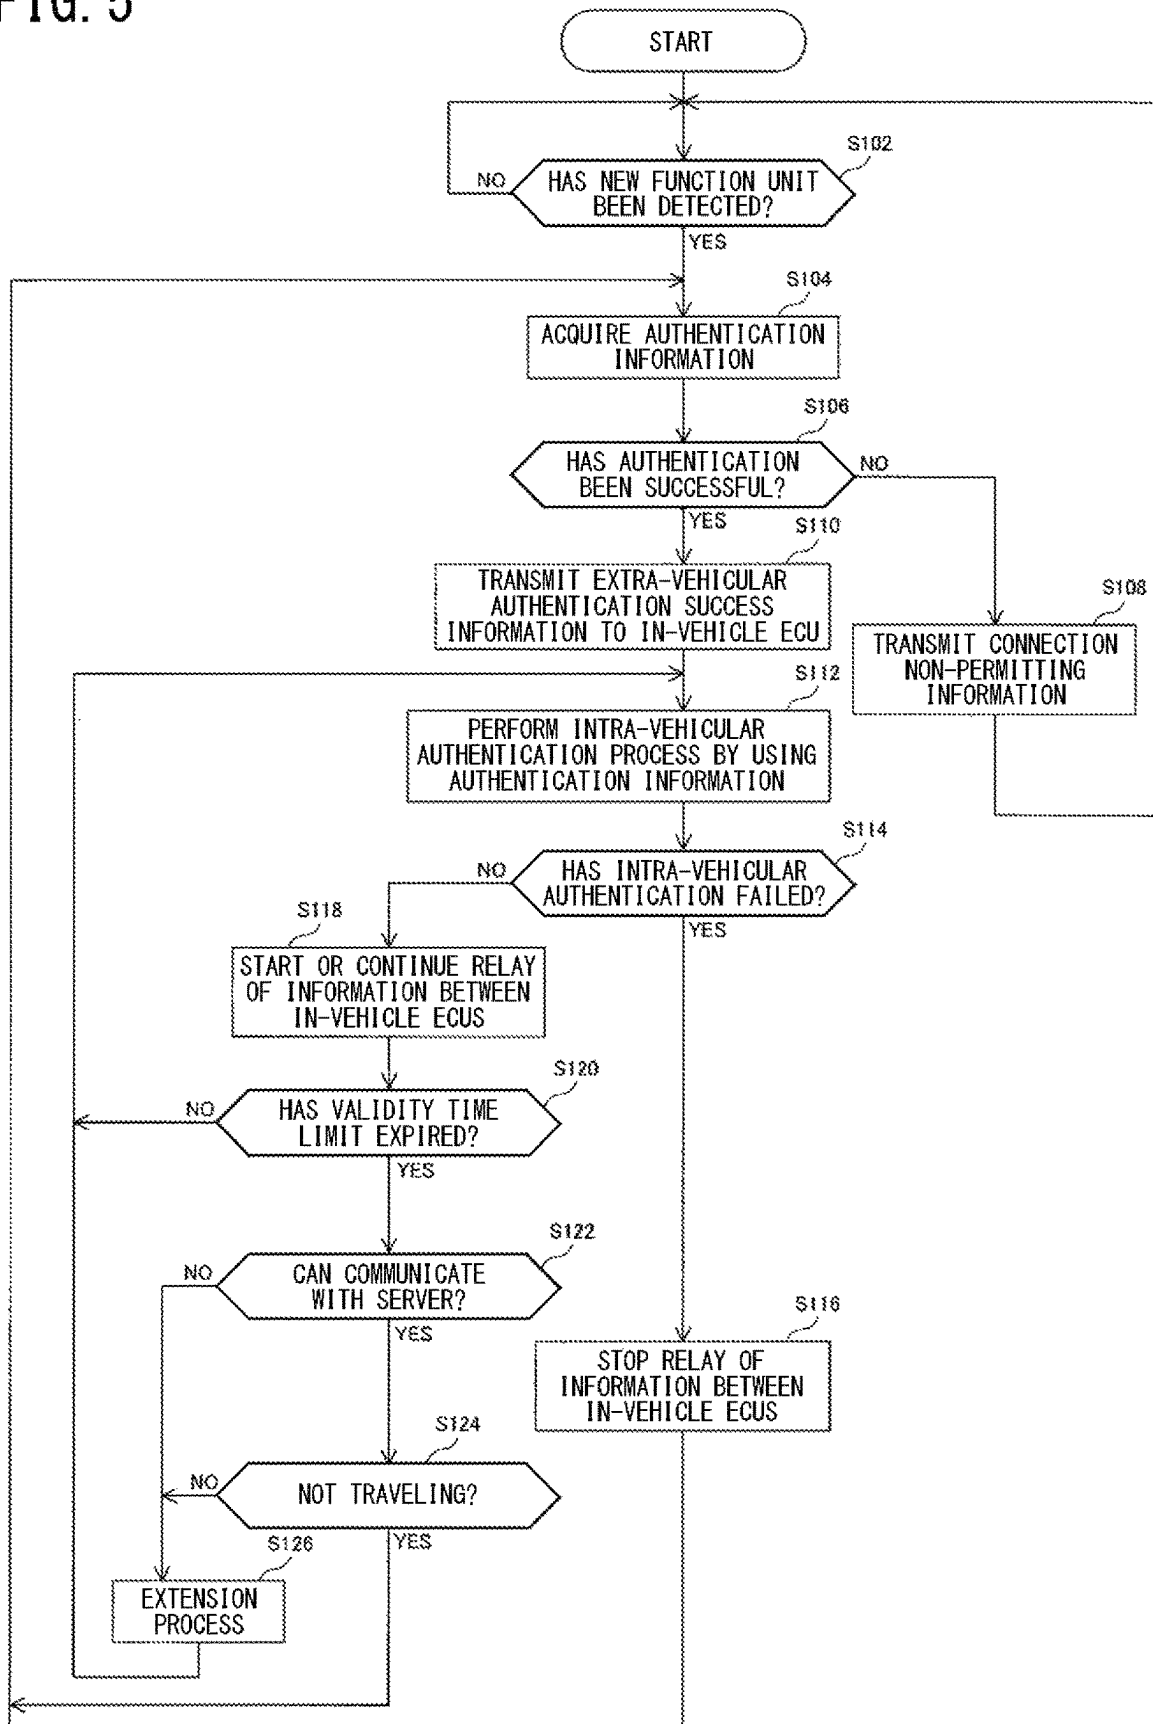 FIG. 5
START
S102
NO
HAS NEW FUNCTION UNIT
BEEN DETECTED?
YES
S104
ACQUIRE AUTHENTICATION
INFORMATION
S106
HAS AUTHENTICATION
BEEN SUCCESSFUL?
NO
YES
S110
TRANSMIT EXTRA-VEHICULAR
AUTHENTICATION SUCCESS
INFORMATION TO IN-VEHICLE ECU
S108
TRANSMIT CONNECTION
NON-PERMITTING
INFORMATION
S112
PERFORM INTRA-VEHICULAR
AUTHENTICATION PROCESS BY USING
AUTHENTICATION INFORMATION
S114
NO
HAS INTRA-VEHICULAR
AUTHENTICATION FAILED?
YES
S118
START OR CONTINUE RELAY
OF INFORMATION BETWEEN
IN-VEHICLE ECUS
S120
NO
HAS VALIDITY TIME
LIMIT EXPIRED?
YES
S122
NO
CAN COMMUNICATE
WITH SERVER?
YES
S116
STOP RELAY OF
INFORMATION BETWEEN
IN-VEHICLE ECUS
S124
NO
NOT TRAVELING?
YES
S126
EXTENSION
PROCESS